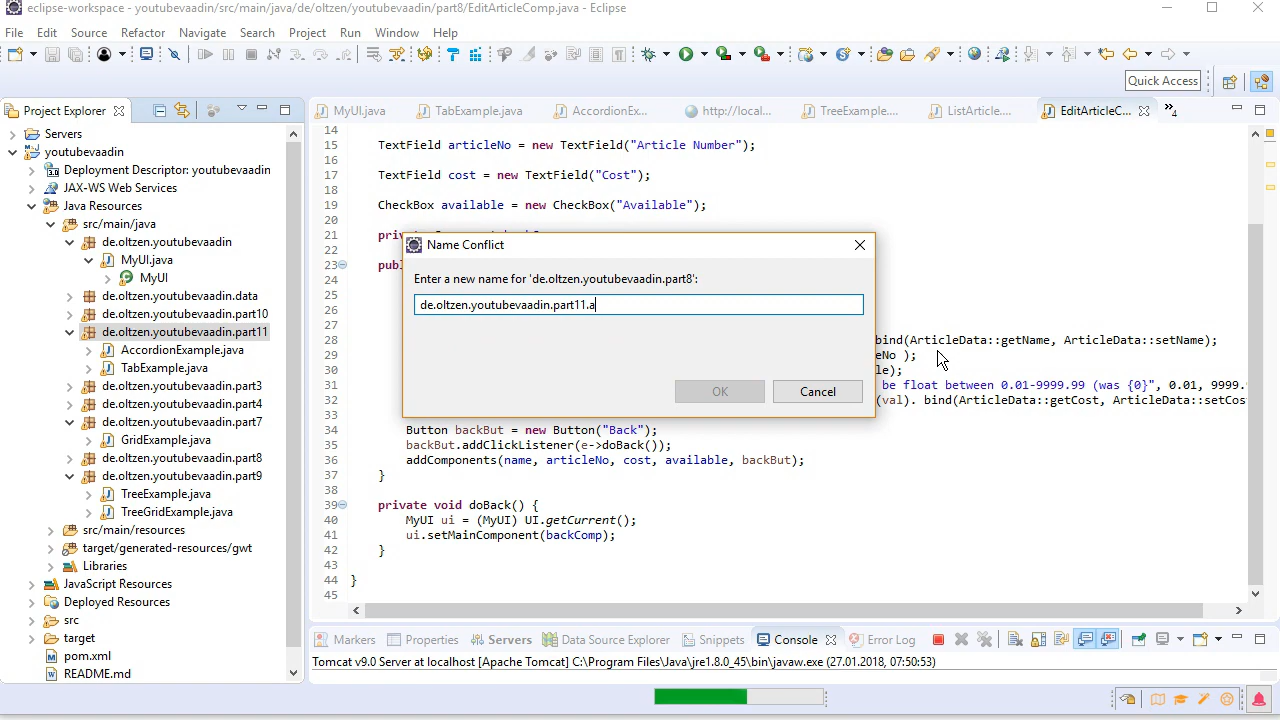 eclipse-workspace - youtubevaadin/src/main/java/de/oltzen/youtubevaadin/part8/EditArticleComp.java - Eclipse
File Edit Source Refactor Navigate Search Project Run Window Help
Quick Access
Project Explorer
MyUI.java TabExample.java AccordionEx... http://local... TreeExample.... ListArticle.... EditArticleC... »4
Servers
youtubevaadin
Deployment Descriptor: youtubevaadin
JAX-WS Web Services
Java Resources
src/main/java
de.oltzen.youtubevaadin
MyUI.java
MyUI
de.oltzen.youtubevaadin.data
de.oltzen.youtubevaadin.part10
de.oltzen.youtubevaadin.part11
AccordionExample.java
TabExample.java
de.oltzen.youtubevaadin.part3
de.oltzen.youtubevaadin.part4
de.oltzen.youtubevaadin.part7
GridExample.java
de.oltzen.youtubevaadin.part8
de.oltzen.youtubevaadin.part9
TreeExample.java
TreeGridExample.java
src/main/resources
target/generated-resources/gwt
Libraries
JavaScript Resources
Deployed Resources
src
target
pom.xml
README.md
14
15 TextField articleNo = new TextField("Article Number");
16
17 TextField cost = new TextField("Cost");
18
19 CheckBox available = new CheckBox("Available");
20
21
22
23
24
25
26
27
28 bind(ArticleData::getName, ArticleData::setName);
29 eNo );
30 le);
31 be float between 0.01-9999.99 (was {0}", 0.01, 9999.
32 (val). bind(ArticleData::getCost, ArticleData::setCost
33
34 Button backBut = new Button("Back");
35 backBut.addClickListener(e->doBack());
36 addComponents(name, articleNo, cost, available, backBut);
37 }
38
39 private void doBack() {
40 MyUI ui = (MyUI) UI.getCurrent();
41 ui.setMainComponent(backComp);
42 }
43
44 }
45
Name Conflict
Enter a new name for 'de.oltzen.youtubevaadin.part8':
de.oltzen.youtubevaadin.part11.a
OK Cancel
Markers Properties Servers Data Source Explorer Snippets Console Error Log
Tomcat v9.0 Server at localhost [Apache Tomcat] C:\Program Files\Java\jre1.8.0_45\bin\javaw.exe (27.01.2018, 07:50:53)